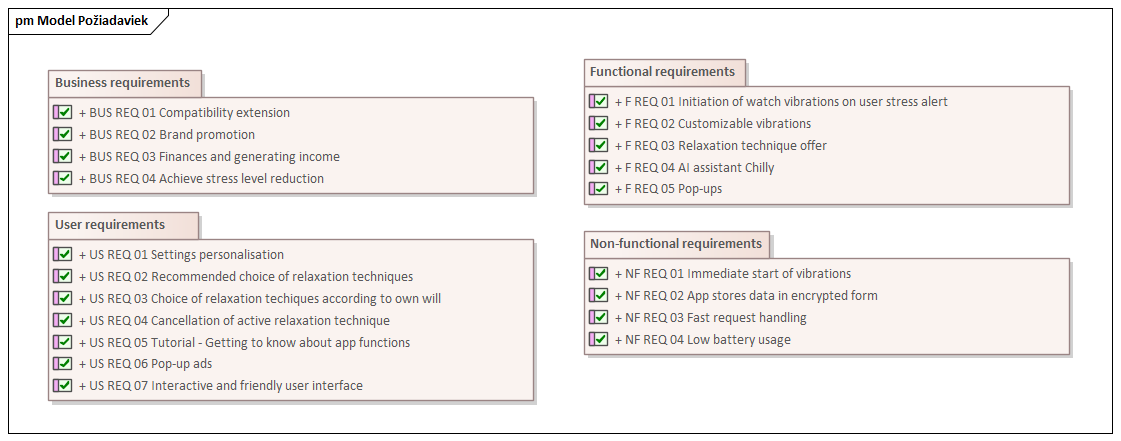 pm Model Požiadaviek
Business requirements
+ BUS REQ 01 Compatibility extension
+ BUS REQ 02 Brand promotion
+ BUS REQ 03 Finances and generating income
+ BUS REQ 04 Achieve stress level reduction
User requirements
+ US REQ 01 Settings personalisation
+ US REQ 02 Recommended choice of relaxation techniques
+ US REQ 03 Choice of relaxation techiques according to own will
+ US REQ 04 Cancellation of active relaxation technique
+ US REQ 05 Tutorial - Getting to know about app functions
+ US REQ 06 Pop-up ads
+ US REQ 07 Interactive and friendly user interface
Functional requirements
+ F REQ 01 Initiation of watch vibrations on user stress alert
+ F REQ 02 Customizable vibrations
+ F REQ 03 Relaxation technique offer
+ F REQ 04 AI assistant Chilly
+ F REQ 05 Pop-ups
Non-functional requirements
+ NF REQ 01 Immediate start of vibrations
+ NF REQ 02 App stores data in encrypted form
+ NF REQ 03 Fast request handling
+ NF REQ 04 Low battery usage